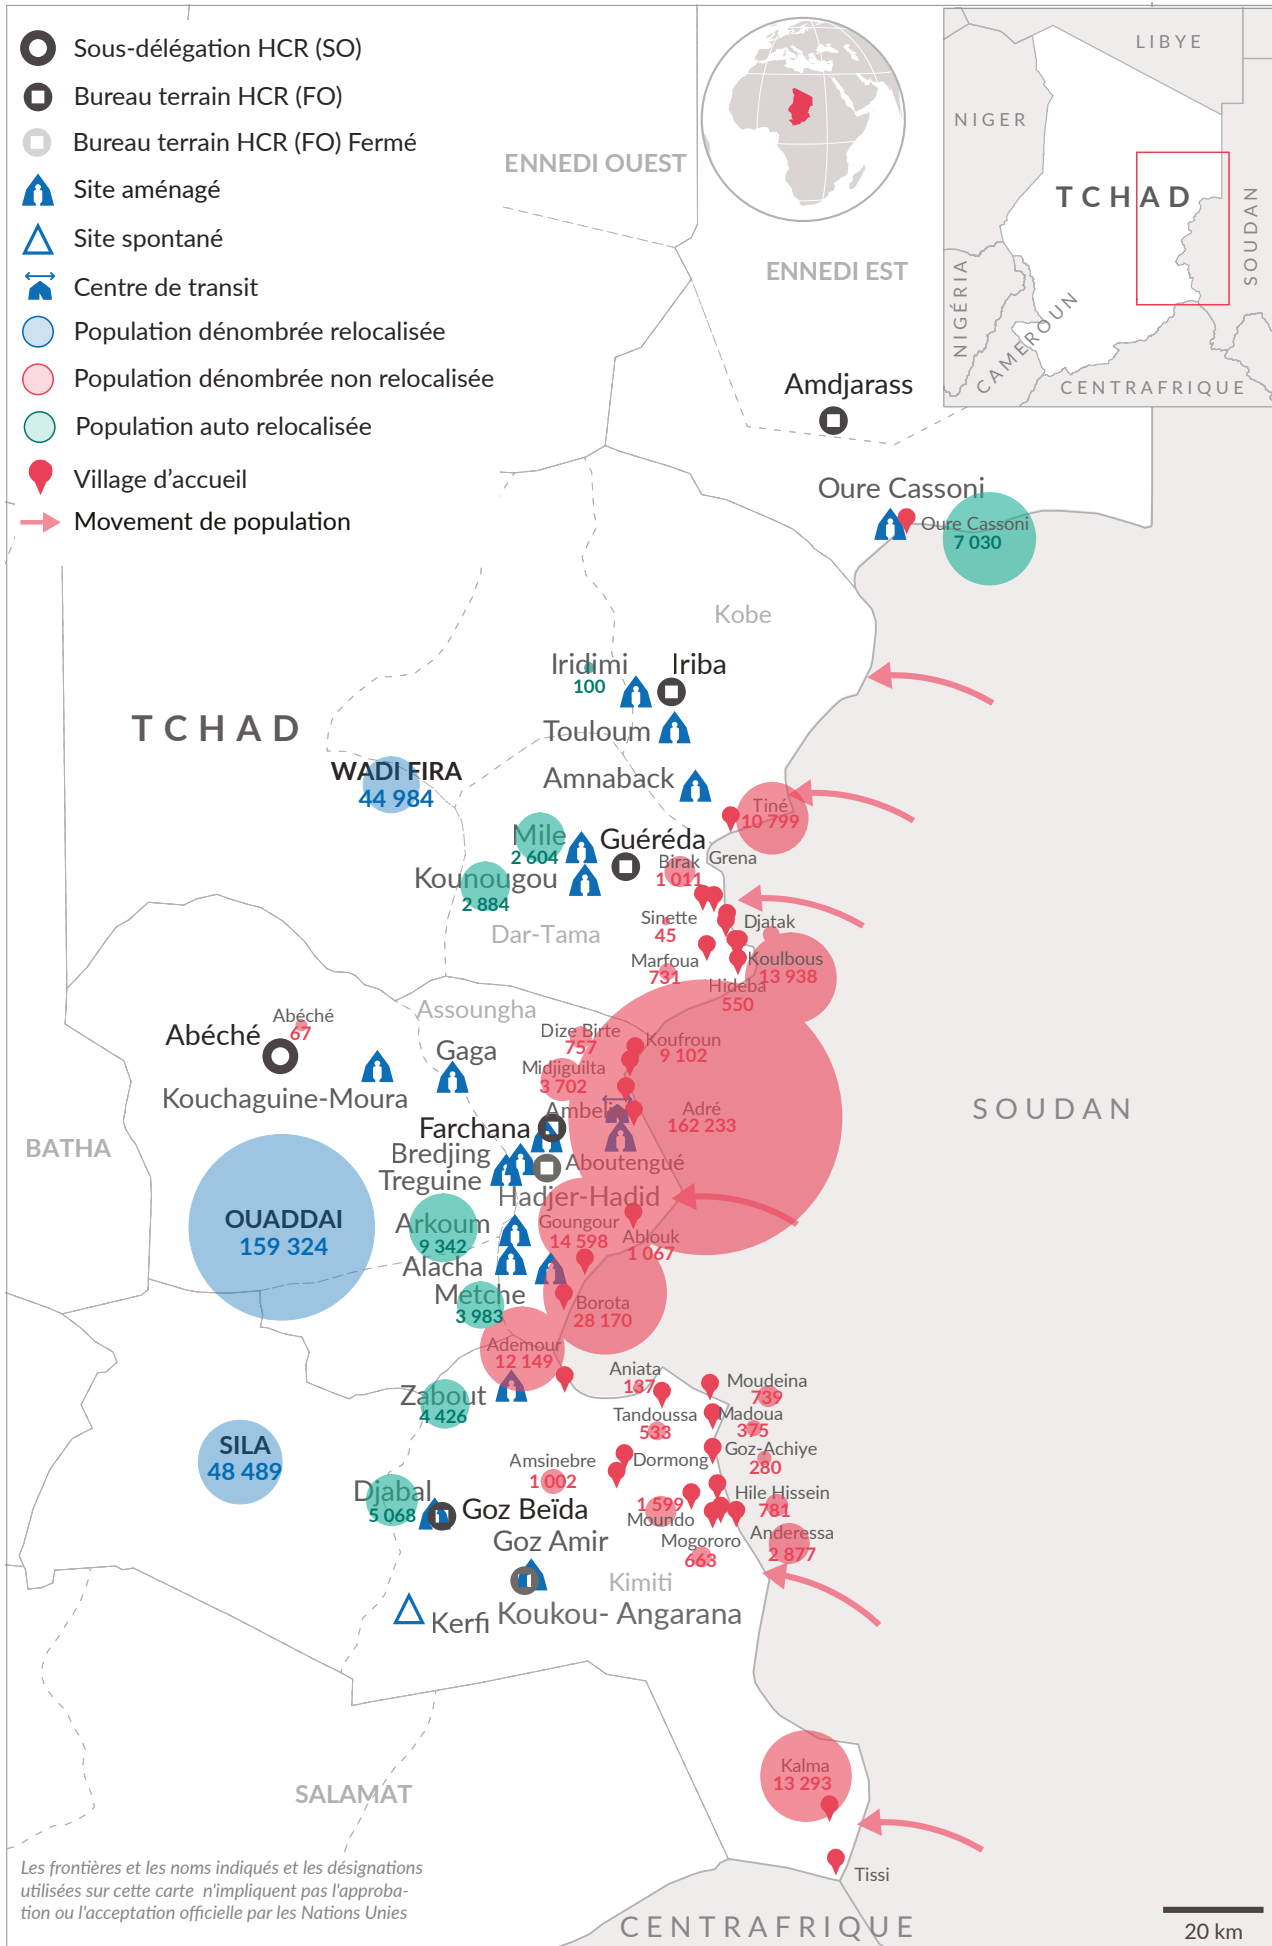 Sous-délégation HCR (SO)
Bureau terrain HCR (FO)
Bureau terrain HCR (FO) Fermé
Site aménagé
Site spontané
Centre de transit
Population dénombrée relocalisée
Population dénombrée non relocalisée
Population auto relocalisée
Village d’accueil
Movement de population
LIBYE
NIGER
TCHAD
SOUDAN
NIGÉRIA
CAMEROUN
CENTRAFRIQUE
ENNEDI OUEST
ENNEDI EST
Amdjarass
Oure Cassoni
Oure Cassoni
7 030
Kobe
Iridimi
100
Iriba
Touloum
TCHAD
WADI FIRA
44 984
Amnaback
Tiné
10 799
Mile
2 604
Guéréda
Birak
1 011
Grena
Kounougou
2 884
Sinette
45
Djatak
Dar-Tama
Marfoua
731
Koulbous
13 938
Hideba
550
Assoungha
Abéché
67
Abéché
Dize Birte
757
Koufroun
9 102
Gaga
Midjiguilta
3 702
Kouchaguine-Moura
Ambelia
Adré
162 233
SOUDAN
Farchana
BATHA
Bredjing
Aboutengué
Treguine
Hadjer-Hadid
OUADDAI
159 324
Arkoum
9 342
Goungour
14 598
Ablouk
1 067
Alacha
Metche
3 983
Borota
28 170
Ademour
12 149
Aniata
137
Moudeina
739
Zabout
4 426
Tandoussa
533
Madoua
375
SILA
48 489
Amsinebre
1 002
Dormong
Goz-Achiye
280
Djabal
5 068
Goz Beïda
1 599
Moundo
Hile Hissein
781
Goz Amir
Mogororo
663
Anderessa
2 877
Kimiti
Kerfi
Koukou- Angarana
Kalma
13 293
SALAMAT
Tissi
Les frontières et les noms indiqués et les désignations
utilisées sur cette carte n'impliquent pas l'approba-
tion ou l'acceptation officielle par les Nations Unies
CENTRAFRIQUE
20 km